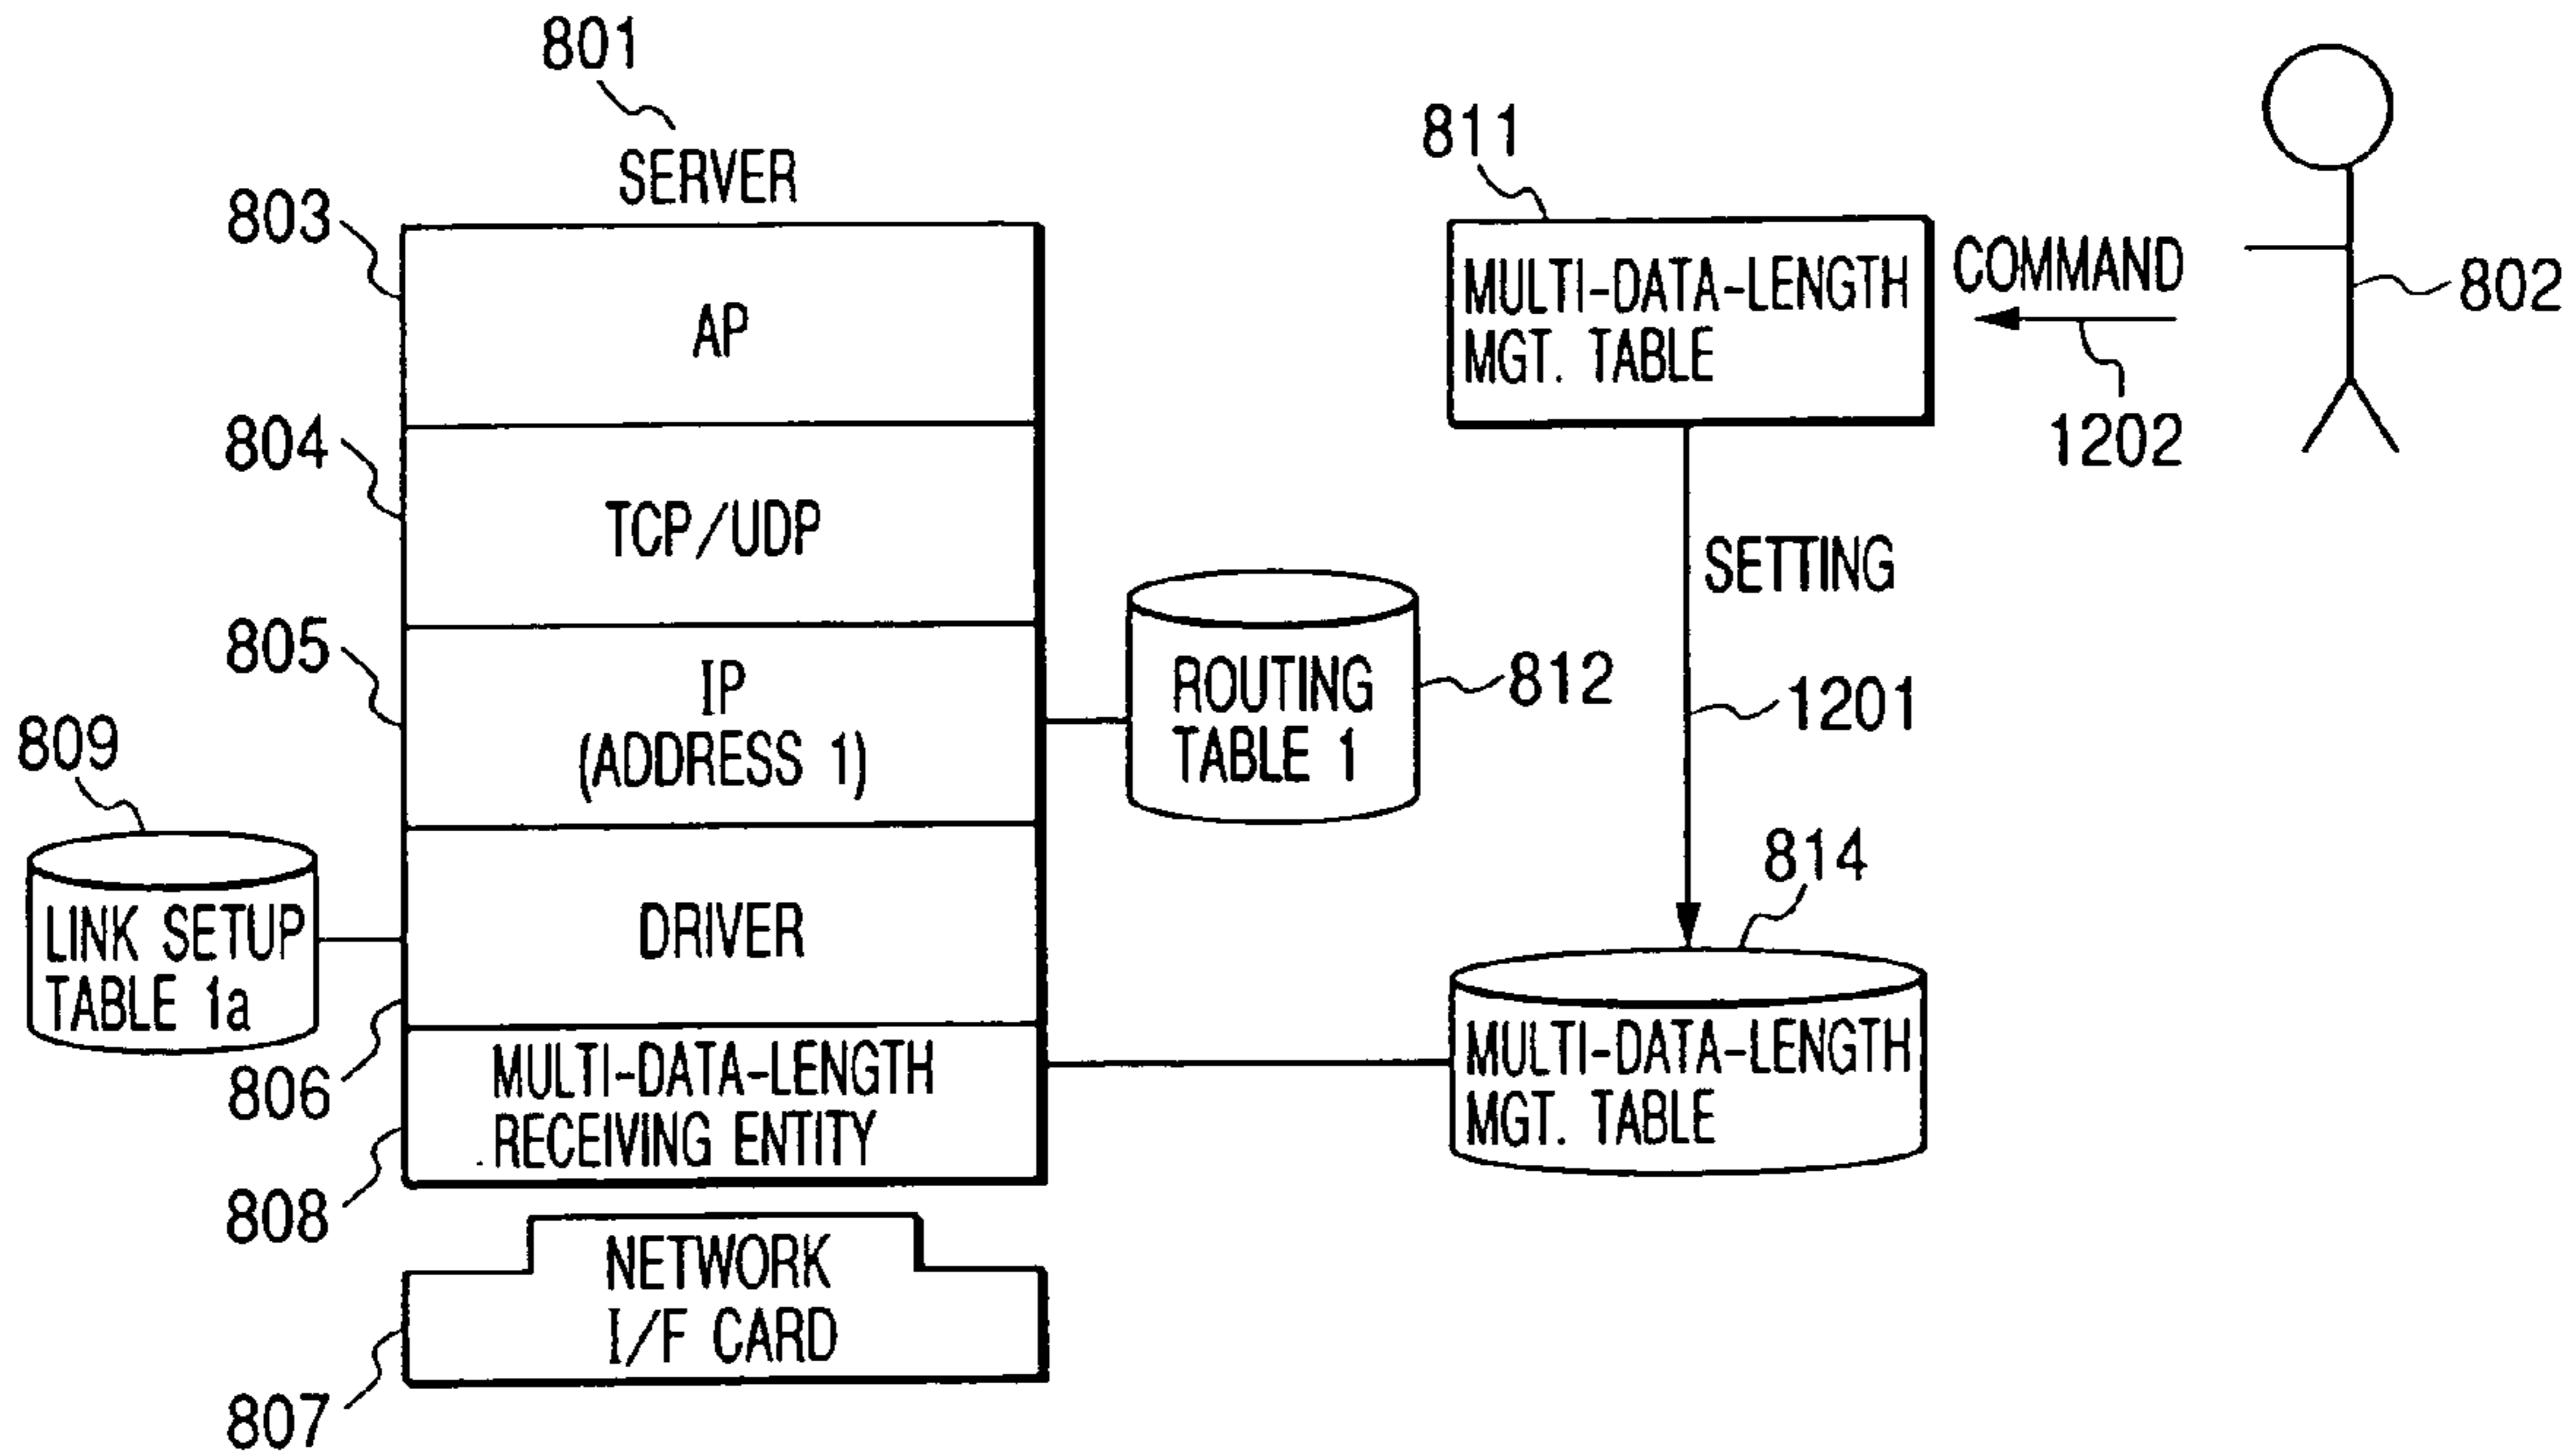 801
SERVER
803
AP
804
TCP/UDP
805
IP
(ADDRESS 1)
809
LINK SETUP
TABLE 1a
DRIVER
806
MULTI-DATA-LENGTH
RECEIVING ENTITY
808
NETWORK
I/F CARD
807
ROUTING
TABLE 1
812
811
MULTI-DATA-LENGTH
MGT. TABLE
COMMAND
1202
802
SETTING
1201
814
MULTI-DATA-LENGTH
MGT. TABLE